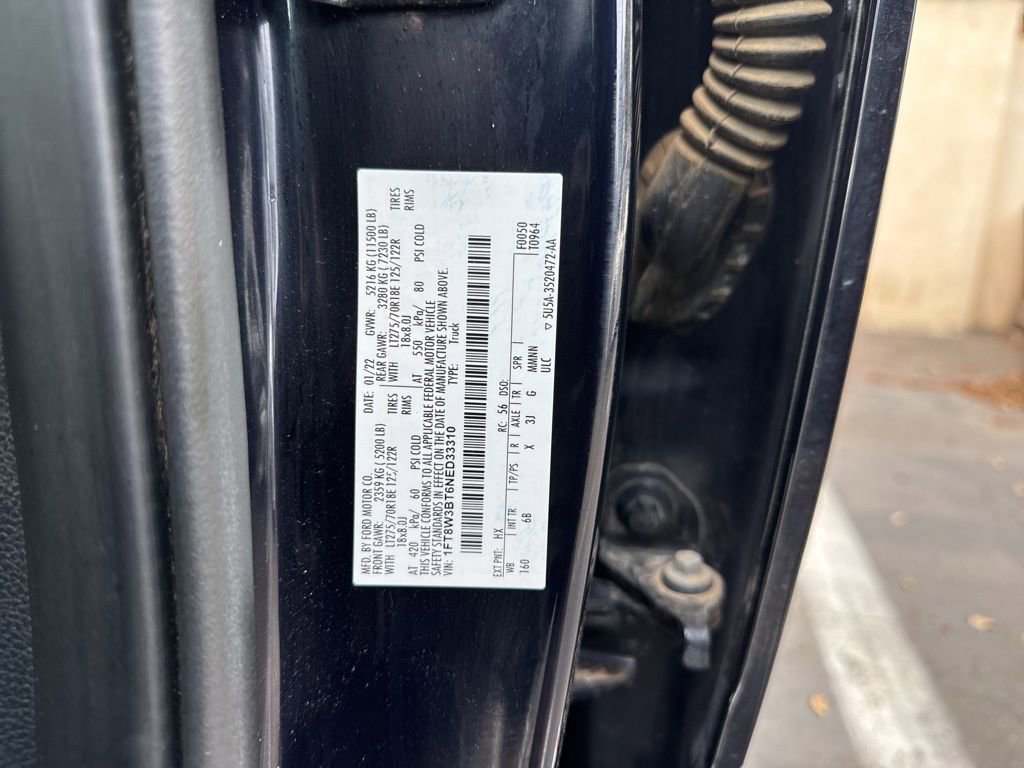 MFD. BY FORD MOTOR CO. DATE: 01/22 GVWR: 5216 KG (11500 LB)
FRONT GAWR: 2359 KG (5200 LB) REAR GAWR: 3280 KG (7230 LB)
WITH LT275/70R18E 125/122R TIRES WITH LT275/70R18E 125/122R TIRES
18x8.0J RIMS 18x8.0J RIMS
AT 420 kPa/ 60 PSI COLD AT 550 kPa/ 80 PSI COLD
THIS VEHICLE CONFORMS TO ALL APPLICABLE FEDERAL MOTOR VEHICLE
SAFETY STANDARDS IN EFFECT ON THE DATE OF MANUFACTURE SHOWN ABOVE.
VIN: 1FT8W3BT6NED33310 TYPE: Truck
EXT PNT: HX RC: 56 DSO: F0050
WB INT TR TP/PS R AXLE TR SPR T0964
160 6B X 3J G MANNN
ULC ▽ 5U5A-3520472-AA